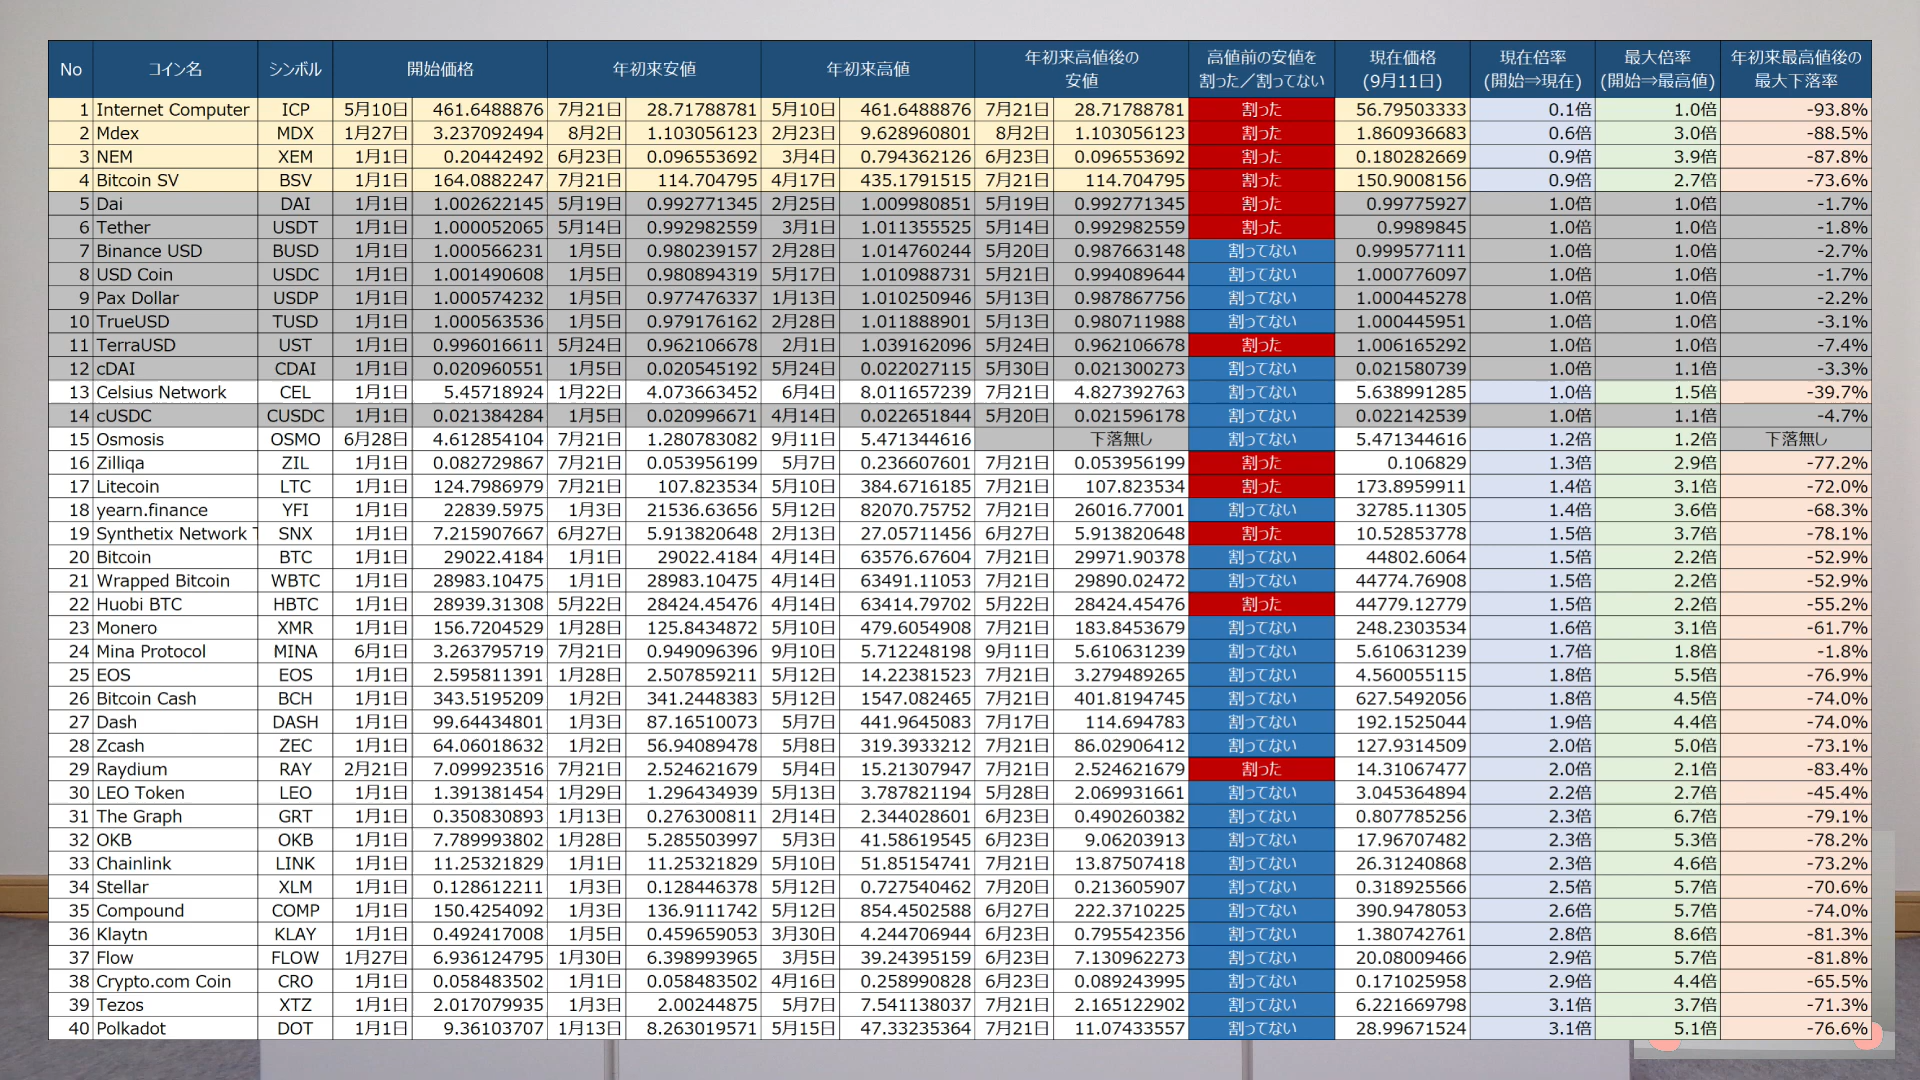 No コイン名 シンボル 開始価格 年初来安値 年初来高値 年初来高値後の安値 高値前の安値を割った／割ってない 現在価格(9月11日) 現在倍率(開始⇒現在) 最大倍率(開始⇒最高値) 年初来最高値後の最大下落率
1 Internet Computer ICP 5月10日 461.6488876 7月21日 28.71788781 5月10日 461.6488876 7月21日 28.71788781 割った 56.79503333 0.1倍 1.0倍 -93.8%
2 Mdex MDX 1月27日 3.237092494 8月2日 1.103056123 2月23日 9.628960801 8月2日 1.103056123 割った 1.860936683 0.6倍 3.0倍 -88.5%
3 NEM XEM 1月1日 0.20442492 6月23日 0.096553692 3月4日 0.794362126 6月23日 0.096553692 割った 0.180282669 0.9倍 3.9倍 -87.8%
4 Bitcoin SV BSV 1月1日 164.0882247 7月21日 114.704795 4月17日 435.1791515 7月21日 114.704795 割った 150.9008156 0.9倍 2.7倍 -73.6%
5 Dai DAI 1月1日 1.002622145 5月19日 0.992771345 2月25日 1.009980851 5月19日 0.992771345 割った 0.99775927 1.0倍 1.0倍 -1.7%
6 Tether USDT 1月1日 1.000052065 5月14日 0.992982559 3月1日 1.011355525 5月14日 0.992982559 割った 0.9989845 1.0倍 1.0倍 -1.8%
7 Binance USD BUSD 1月1日 1.000566231 1月5日 0.980239157 2月28日 1.014760244 5月20日 0.987663148 割ってない 0.999577111 1.0倍 1.0倍 -2.7%
8 USD Coin USDC 1月1日 1.001490608 1月5日 0.980894319 5月17日 1.010988731 5月21日 0.994089644 割ってない 1.000776097 1.0倍 1.0倍 -1.7%
9 Pax Dollar USDP 1月1日 1.000574232 1月5日 0.977476337 1月13日 1.010250946 5月13日 0.987867756 割ってない 1.000445278 1.0倍 1.0倍 -2.2%
10 TrueUSD TUSD 1月1日 1.000563536 1月5日 0.979176162 2月28日 1.011888901 5月13日 0.980711988 割ってない 1.000445951 1.0倍 1.0倍 -3.1%
11 TerraUSD UST 1月1日 0.996016611 5月24日 0.962106678 2月1日 1.039162096 5月24日 0.962106678 割った 1.006165292 1.0倍 1.0倍 -7.4%
12 cDAI CDAI 1月1日 0.020960551 1月5日 0.020545192 5月24日 0.022027115 5月30日 0.021300273 割ってない 0.021580739 1.0倍 1.1倍 -3.3%
13 Celsius Network CEL 1月1日 5.45718924 1月22日 4.073663452 6月4日 8.011657239 7月21日 4.827392763 割ってない 5.638991285 1.0倍 1.5倍 -39.7%
14 cUSDC CUSDC 1月1日 0.021384284 1月5日 0.020996671 4月14日 0.022651844 5月20日 0.021596178 割ってない 0.022142539 1.0倍 1.1倍 -4.7%
15 Osmosis OSMO 6月28日 4.612854104 7月21日 1.280783082 9月11日 5.471344616 下落無し 割ってない 5.471344616 1.2倍 1.2倍 下落無し
16 Zilliqa ZIL 1月1日 0.082729867 7月21日 0.053956199 5月7日 0.236607601 7月21日 0.053956199 割った 0.106829 1.3倍 2.9倍 -77.2%
17 Litecoin LTC 1月1日 124.7986979 7月21日 107.823534 5月10日 384.6716185 7月21日 107.823534 割った 173.8959911 1.4倍 3.1倍 -72.0%
18 yearn.finance YFI 1月1日 22839.5975 1月3日 21536.63656 5月12日 82070.75752 7月21日 26016.77001 割ってない 32785.11305 1.4倍 3.6倍 -68.3%
19 Synthetix Network SNX 1月1日 7.215907667 6月27日 5.913820648 2月13日 27.05711456 6月27日 5.913820648 割った 10.52853778 1.5倍 3.7倍 -78.1%
20 Bitcoin BTC 1月1日 29022.4184 1月1日 29022.4184 4月14日 63576.67604 7月21日 29971.90378 割ってない 44802.6064 1.5倍 2.2倍 -52.9%
21 Wrapped Bitcoin WBTC 1月1日 28983.10475 1月1日 28983.10475 4月14日 63491.11053 7月21日 29890.02472 割ってない 44774.76908 1.5倍 2.2倍 -52.9%
22 Huobi BTC HBTC 1月1日 28939.31308 5月22日 28424.45476 4月14日 63414.79702 5月22日 28424.45476 割った 44779.12779 1.5倍 2.2倍 -55.2%
23 Monero XMR 1月1日 156.7204529 1月28日 125.8434872 5月10日 479.6054908 7月21日 183.8453679 割ってない 248.2303534 1.6倍 3.1倍 -61.7%
24 Mina Protocol MINA 6月1日 3.263795719 7月21日 0.949096396 9月10日 5.712248198 9月11日 5.610631239 割ってない 5.610631239 1.7倍 1.8倍 -1.8%
25 EOS EOS 1月1日 2.595811391 1月28日 2.507859211 5月12日 14.22381523 7月21日 3.279489265 割ってない 4.560055115 1.8倍 5.5倍 -76.9%
26 Bitcoin Cash BCH 1月1日 343.5195209 1月2日 341.2448383 5月12日 1547.082465 7月21日 401.8194745 割ってない 627.5492056 1.8倍 4.5倍 -74.0%
27 Dash DASH 1月1日 99.64434801 1月3日 87.16510073 5月7日 441.9645083 7月17日 114.694783 割ってない 192.1525044 1.9倍 4.4倍 -74.0%
28 Zcash ZEC 1月1日 64.06018632 1月2日 56.94089478 5月8日 319.3933212 7月21日 86.02906412 割ってない 127.9314509 2.0倍 5.0倍 -73.1%
29 Raydium RAY 2月21日 7.099923516 7月21日 2.524621679 5月4日 15.21307947 7月21日 2.524621679 割った 14.31067477 2.0倍 2.1倍 -83.4%
30 LEO Token LEO 1月1日 1.391381454 1月29日 1.296434939 5月13日 3.787821194 5月28日 2.069931661 割ってない 3.045364894 2.2倍 2.7倍 -45.4%
31 The Graph GRT 1月1日 0.350830893 1月13日 0.276300811 2月14日 2.344028601 6月23日 0.490260382 割ってない 0.807785256 2.3倍 6.7倍 -79.1%
32 OKB OKB 1月1日 7.789993802 1月28日 5.285503997 5月3日 41.58619545 6月23日 9.06203913 割ってない 17.96707482 2.3倍 5.3倍 -78.2%
33 Chainlink LINK 1月1日 11.25321829 1月1日 11.25321829 5月10日 51.85154741 7月21日 13.87507418 割ってない 26.31240868 2.3倍 4.6倍 -73.2%
34 Stellar XLM 1月1日 0.128612211 1月3日 0.128446378 5月12日 0.727540462 7月20日 0.213605907 割ってない 0.318925566 2.5倍 5.7倍 -70.6%
35 Compound COMP 1月1日 150.4254092 1月3日 136.9111742 5月12日 854.4502588 6月27日 222.3710225 割ってない 390.9478053 2.6倍 5.7倍 -74.0%
36 Klaytn KLAY 1月1日 0.492417008 1月5日 0.459659053 3月30日 4.244706944 6月23日 0.795542356 割ってない 1.380742761 2.8倍 8.6倍 -81.3%
37 Flow FLOW 1月27日 6.936124795 1月30日 6.398993965 3月5日 39.24395159 6月23日 7.130962273 割ってない 20.08009466 2.9倍 5.7倍 -81.8%
38 Crypto.com Coin CRO 1月1日 0.058483502 1月1日 0.058483502 4月16日 0.258990828 6月23日 0.089243995 割ってない 0.171025958 2.9倍 4.4倍 -65.5%
39 Tezos XTZ 1月1日 2.017079935 1月3日 2.00244875 5月7日 7.541138037 7月21日 2.165122902 割ってない 6.221669798 3.1倍 3.7倍 -71.3%
40 Polkadot DOT 1月1日 9.36103707 1月13日 8.263019571 5月15日 47.33235364 7月21日 11.07433557 割ってない 28.99671524 3.1倍 5.1倍 -76.6%